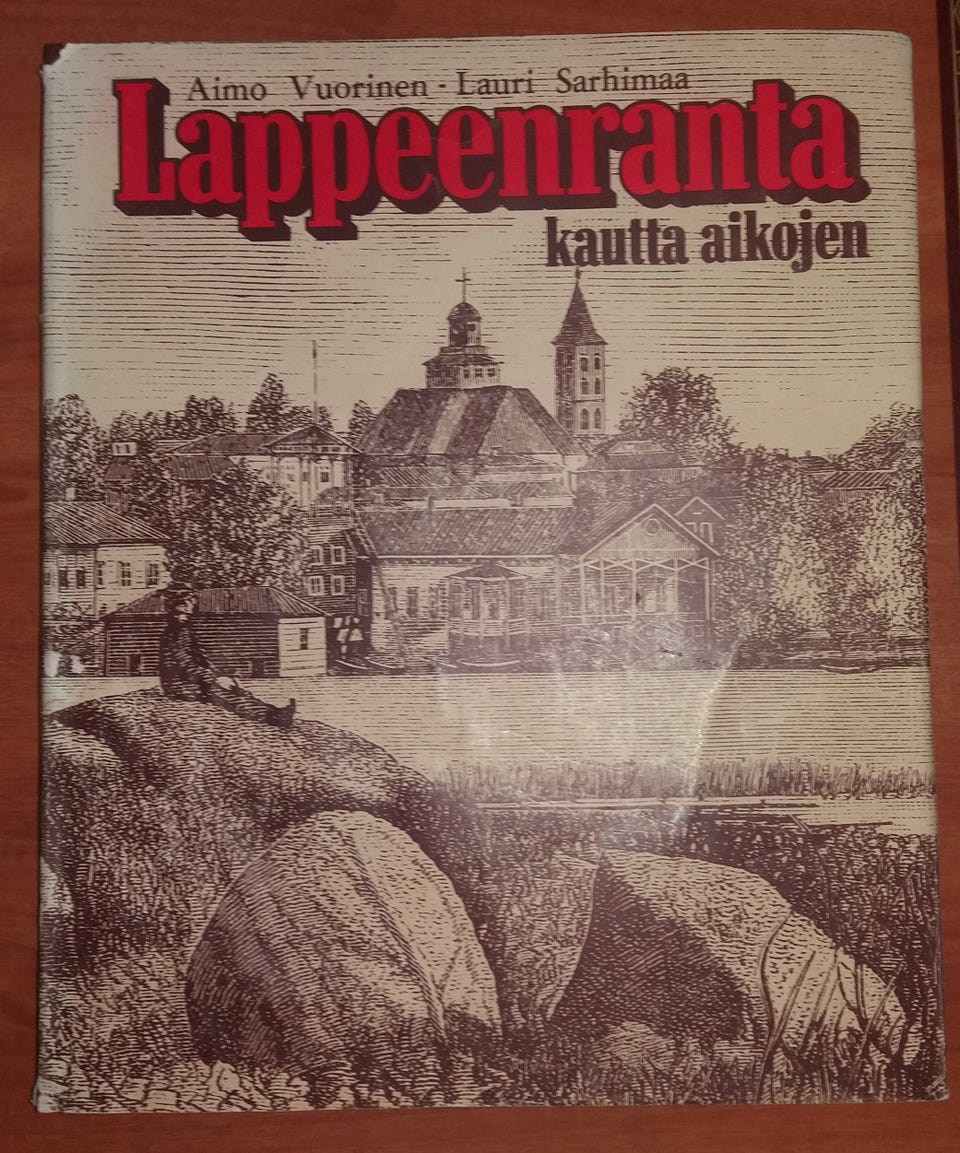 Aimo Vuorinen - Lauri Sarhimaa
Lappeenranta
kautta aikojen